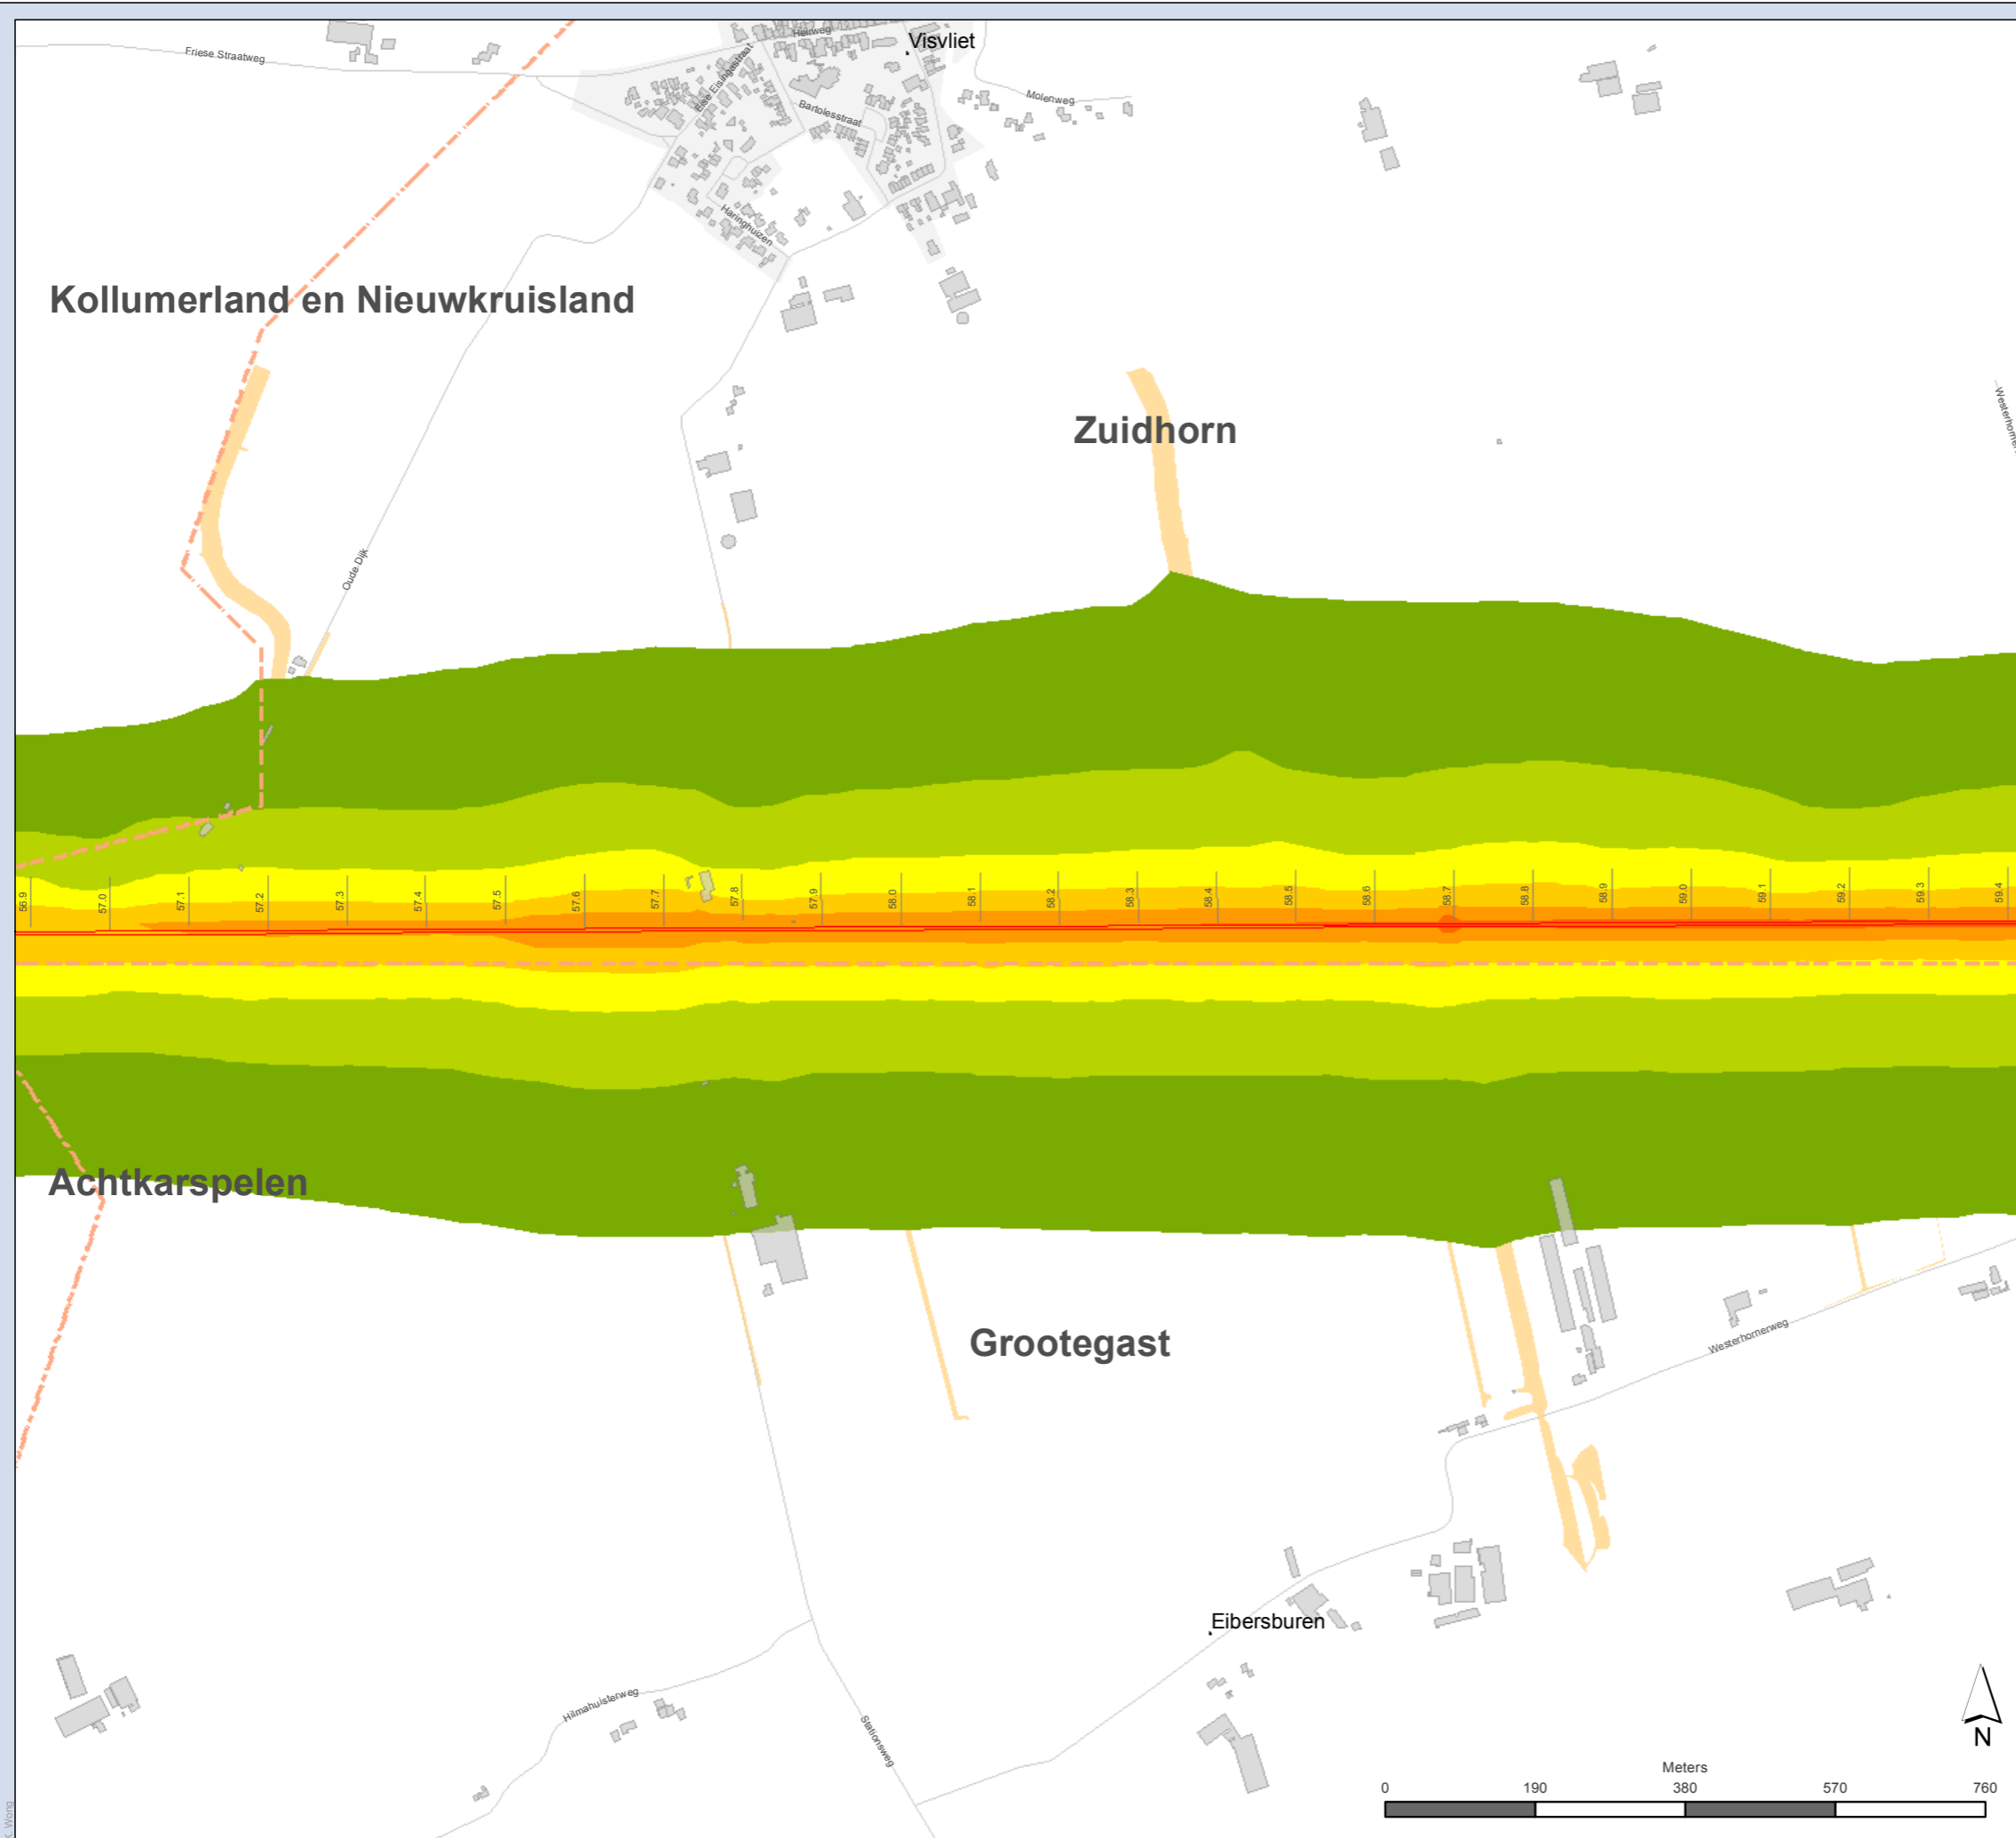 Heirweg
Visvliet
Friese Straatweg
Eise Eisingastraat
Molenweg
Bartolesstraat
Haringhuizen
Kollumerland en Nieuwkruisland
Zuidhorn
Oude Dijk
56.9
57.0
57.1
57.2
57.3
57.4
57.5
57.6
57.7
57.8
57.9
58.0
58.1
58.2
58.3
58.4
58.5
58.6
58.7
58.8
58.9
59.0
59.1
59.2
59.3
59.4
Achtkarspelen
Grootegast
Westerhornerweg
Eibersburen
Hilmahuisterweg
Stationsweg
N
Meters
0 190 380 570 760
K. Wong